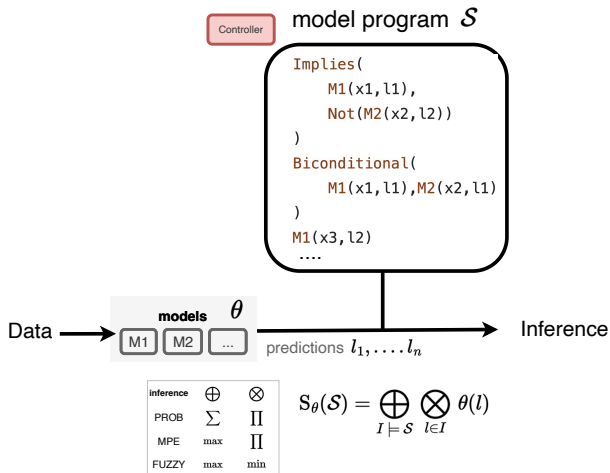 Controller
model program 𝒮
Implies(
M1(x1,l1),
Not(M2(x2,l2))
)
Biconditional(
M1(x1,l1),M2(x2,l1)
)
M1(x3,l2)
....
models θ
Data
M1 M2 ...
predictions l₁,....lₙ
Inference
inference ⊕ ⊗
PROB ∑ ∏
MPE max ∏
FUZZY max min
S_θ(𝒮) = ⊕_{I ⊨ 𝒮} ⊗_{l∈I} θ(l)